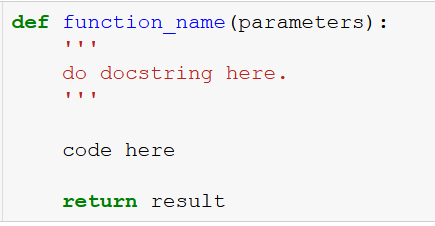 def function_name(parameters):
    '''
    do docstring here.
    '''
    code here
    return result